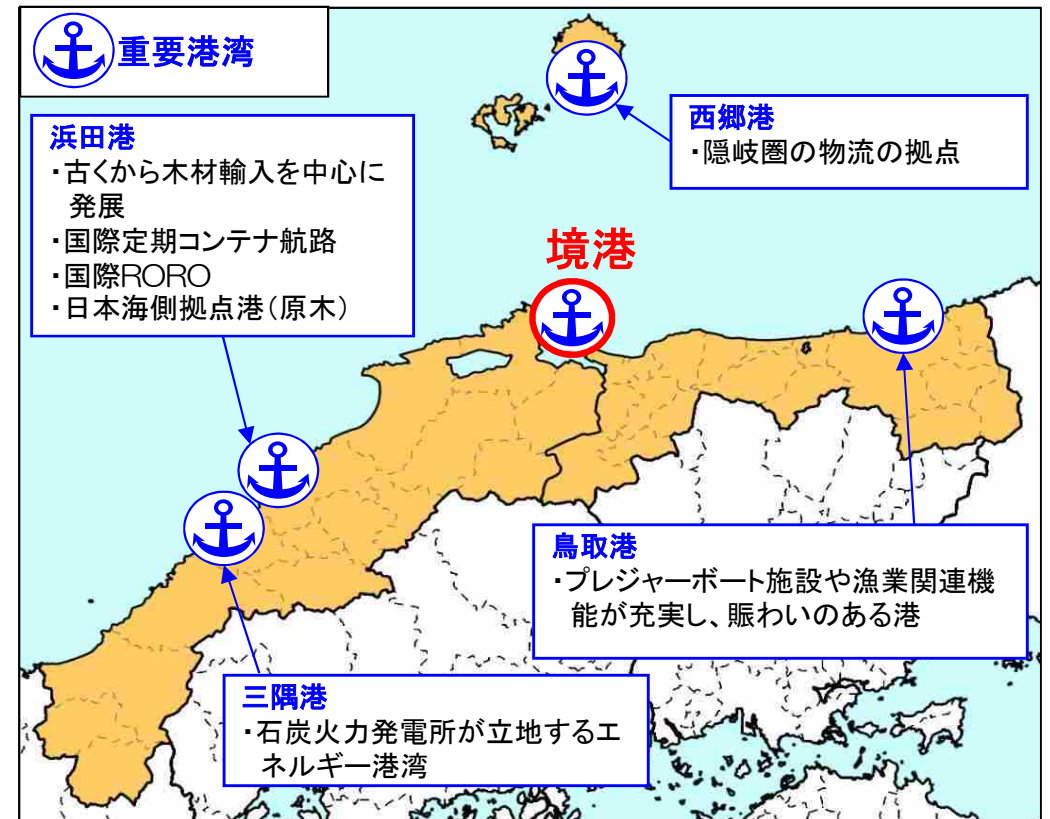 重要港湾
浜田港
・古くから木材輸入を中心に
発展
・国際定期コンテナ航路
・国際RORO
・日本海側拠点港(原木)
西郷港
・隠岐圏の物流の拠点
境港
鳥取港
・プレジャーボート施設や漁業関連機
能が充実し、賑わいのある港
三隅港
・石炭火力発電所が立地するエ
ネルギー港湾